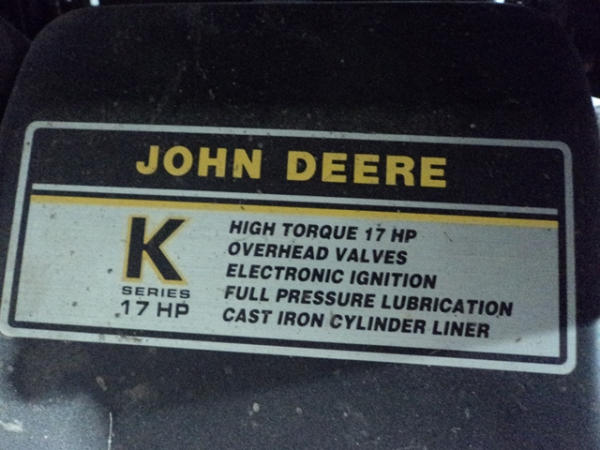 JOHN DEERE
K
SERIES
17 HP
HIGH TORQUE 17 HP
OVERHEAD VALVES
ELECTRONIC IGNITION
FULL PRESSURE LUBRICATION
CAST IRON CYLINDER LINER